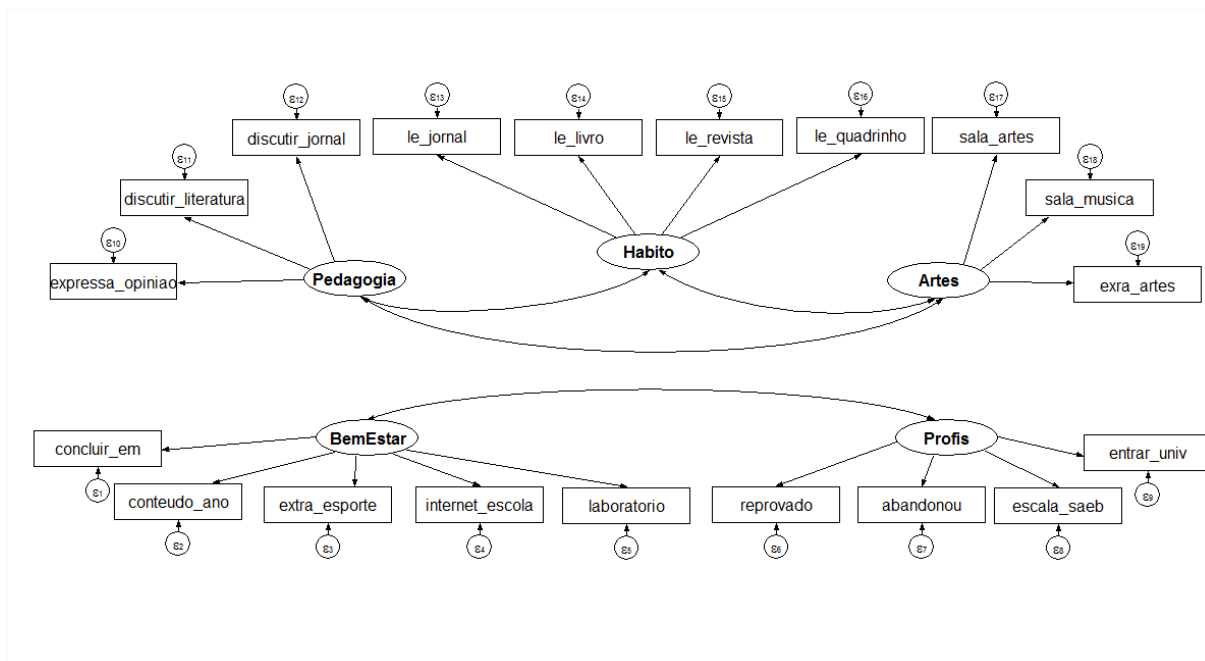 ε16
ε13
ε14
ε15
ε17
ε12
discutir_jornal
le_jornal
le_livro
le_revista
le_quadrinho
sala_artes
ε11
ε18
discutir_literatura
sala_musica
ε10
ε19
expressa_opiniao
Pedagogia
Habito
Artes
exra_artes
BemEstar
Profis
concluir_em
entrar_univ
ε1
ε9
conteudo_ano
extra_esporte
internet_escola
laboratorio
reprovado
abandonou
escala_saeb
ε2
ε3
ε4
ε5
ε6
ε7
ε8